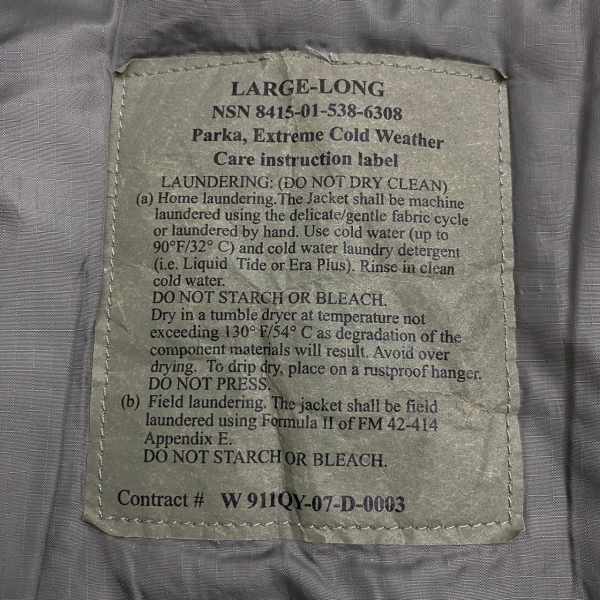 LARGE-LONG
NSN 8415-01-538-6308
Parka, Extreme Cold Weather
Care instruction label
LAUNDERING: (DO NOT DRY CLEAN)
(a) Home laundering.The Jacket shall be machine
laundered using the delicate/gentle fabric cycle
or laundered by hand. Use cold water (up to
90°F/32° C) and cold water laundry detergent
(i.e. Liquid Tide or Era Plus). Rinse in clean
cold water.
DO NOT STARCH OR BLEACH.
Dry in a tumble dryer at temperature not
exceeding 130° F/54° C as degradation of the
component materials will result. Avoid over
drying. To drip dry, place on a rustproof hanger.
DO NOT PRESS.
(b) Field laundering. The jacket shall be field
laundered using Formula II of FM 42-414
Appendix E.
DO NOT STARCH OR BLEACH.
Contract # W 911QY-07-D-0003